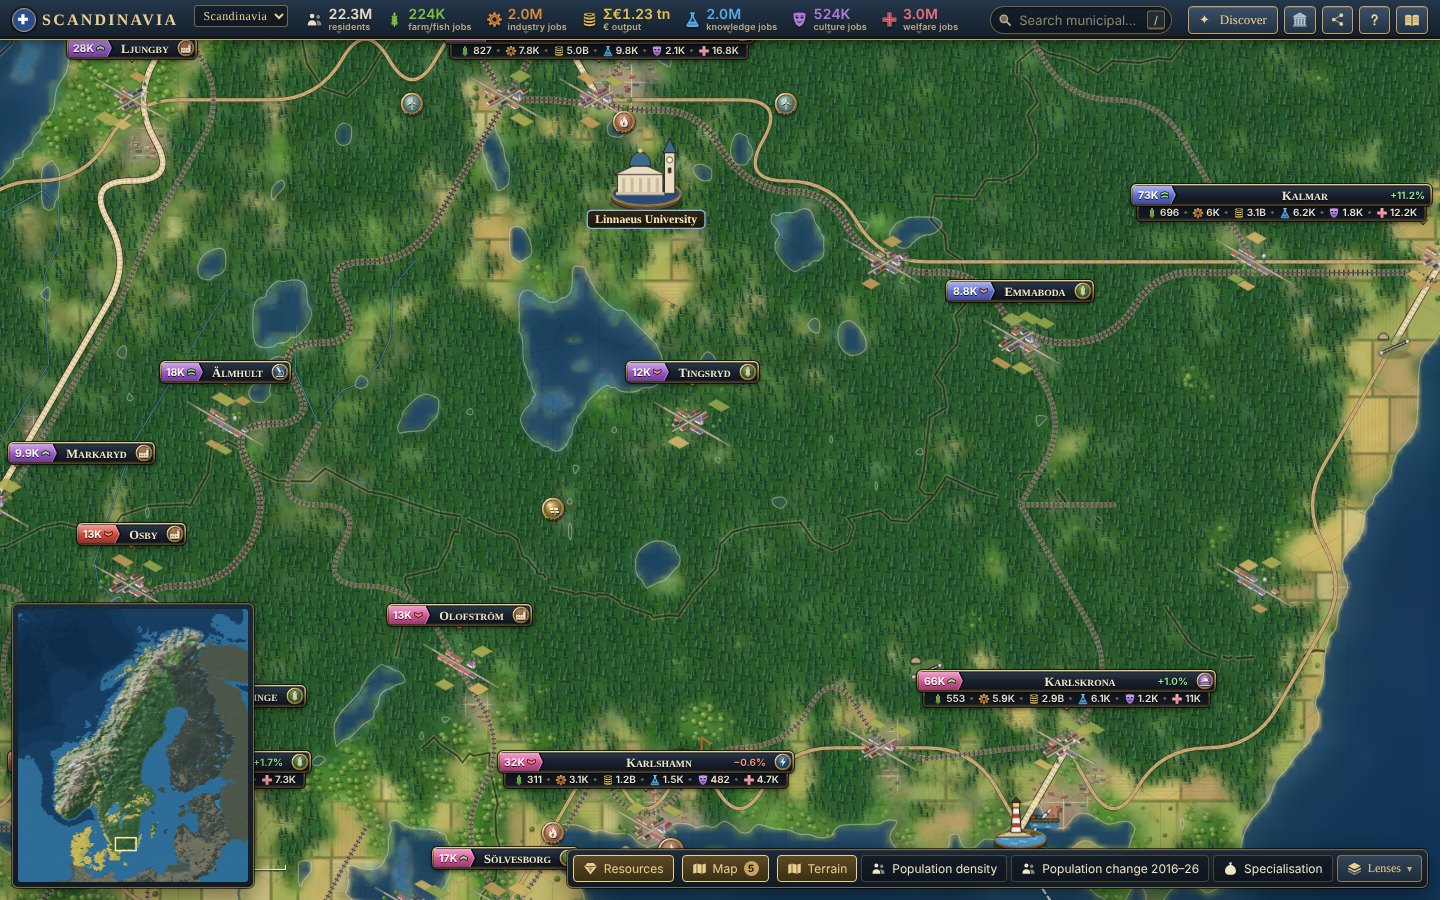 SCANDINAVIA
Scandinavia
22.3M residents
224K farm/fish jobs
2.0M industry jobs
Σ€1.23 tn € output
2.0M knowledge jobs
524K culture jobs
3.0M welfare jobs
Search municipal... /
Discover
?
28K LJUNGBY
827 • 7.8K • 5.0B • 9.8K • 2.1K • 16.8K
Linnaeus University
73K KALMAR +11.2%
696 • 6K • 3.1B • 6.2K • 1.8K • 12.2K
8.8K EMMABODA
18K ÄLMHULT
12K TINGSRYD
9.9K MARKARYD
13K OSBY
13K OLOFSTRÖM
66K KARLSKRONA +1.0%
553 • 5.9K • 2.9B • 6.1K • 1.2K • 11K
INGE
+1.7%
7.3K
32K KARLSHAMN −0.6%
311 • 3.1K • 1.2B • 1.5K • 482 • 4.7K
17K SÖLVESBORG
Resources
Map 5
Terrain
Population density
Population change 2016–26
Specialisation
Lenses